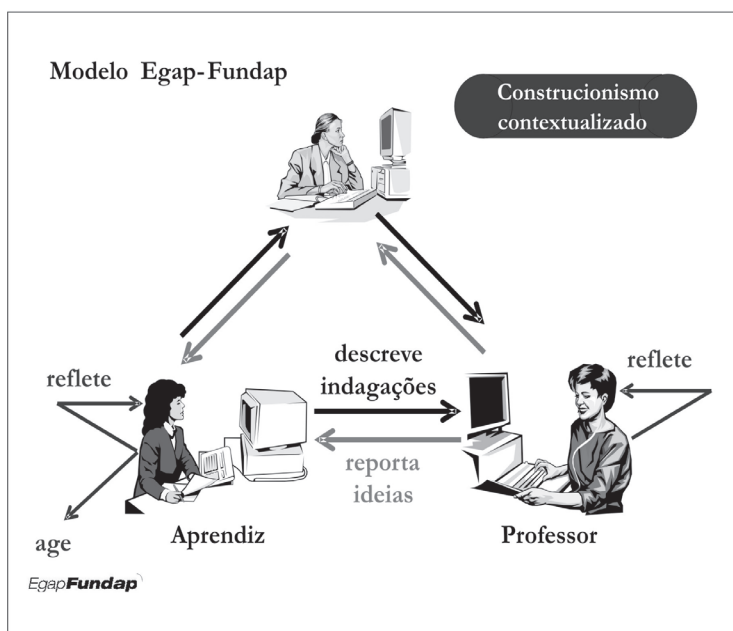 Modelo Egap-Fundap
Construcionismo
contextualizado
descreve
indagações
reflete
reflete
reporta
ideias
age
Aprendiz
Professor
EgapFundap